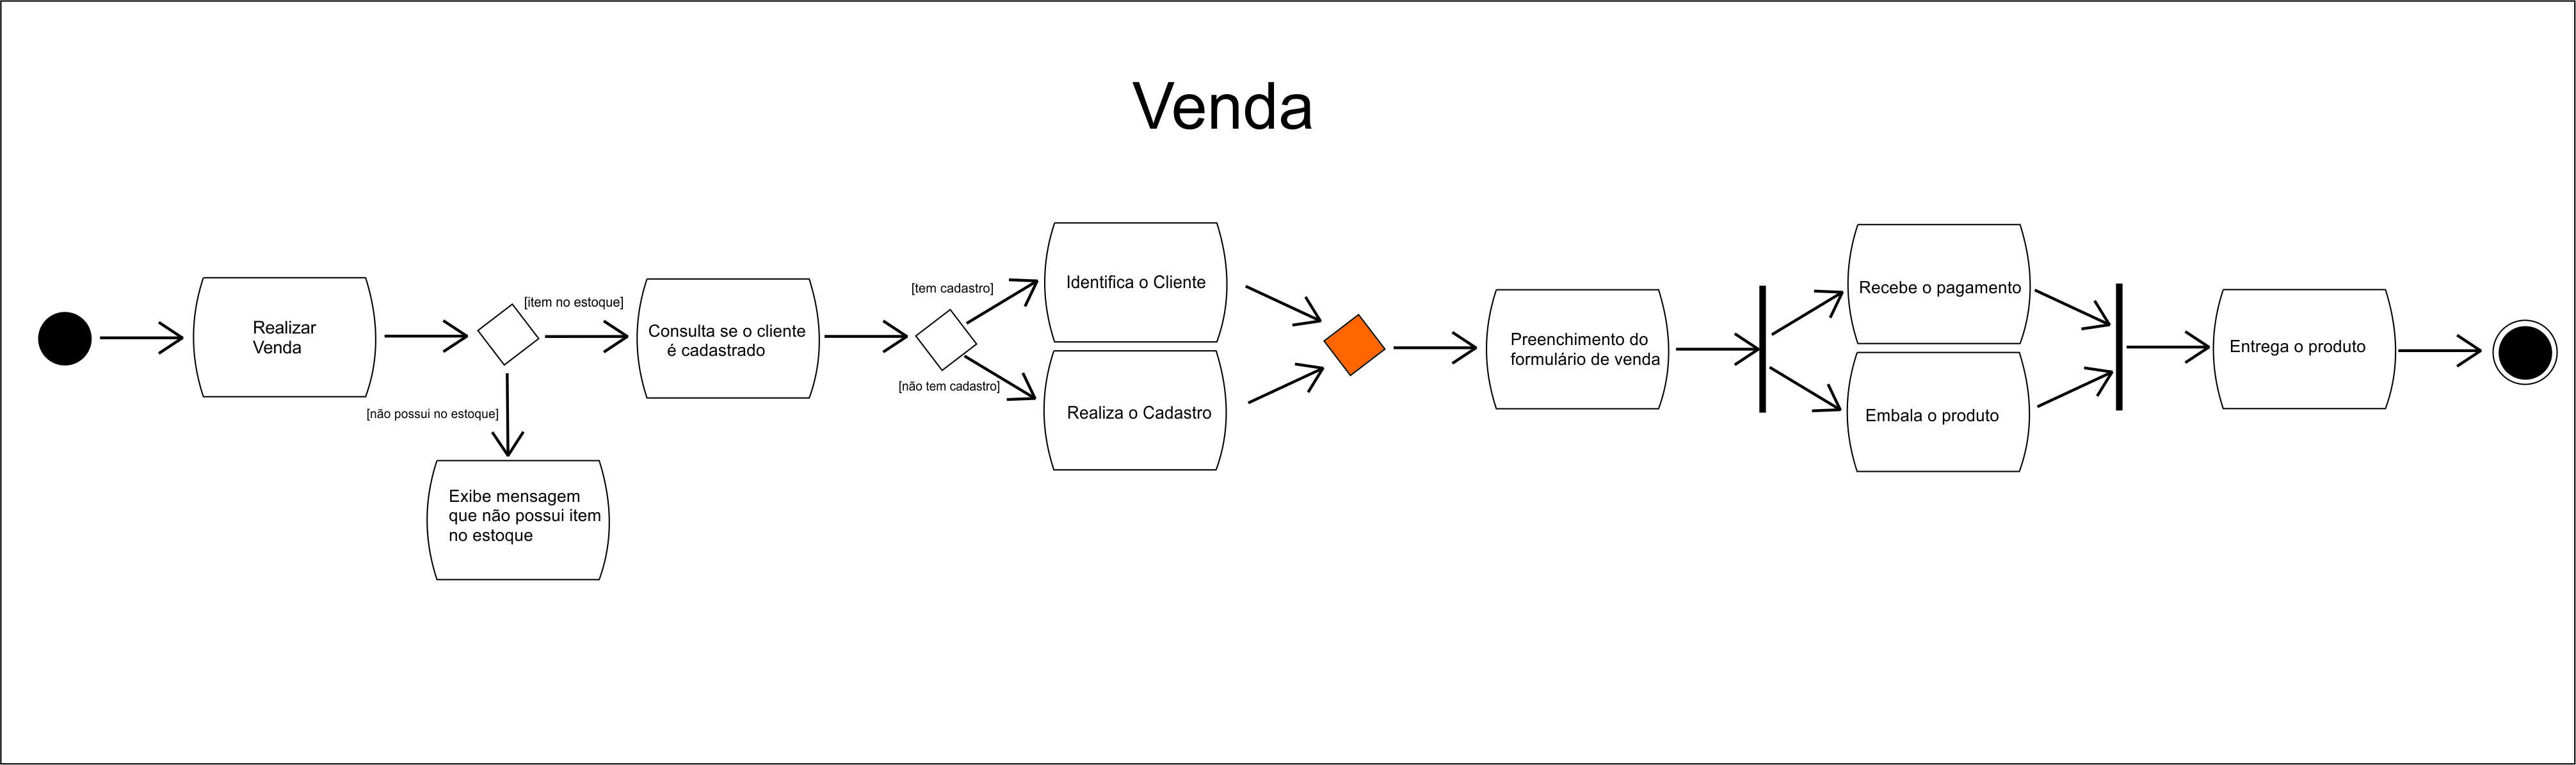 Venda
Realizar
Venda
[item no estoque]
[não possui no estoque]
Exibe mensagem
que não possui item
no estoque
Consulta se o cliente
é cadastrado
[tem cadastro]
[não tem cadastro]
Identifica o Cliente
Realiza o Cadastro
Preenchimento do
formulário de venda
Recebe o pagamento
Embala o produto
Entrega o produto